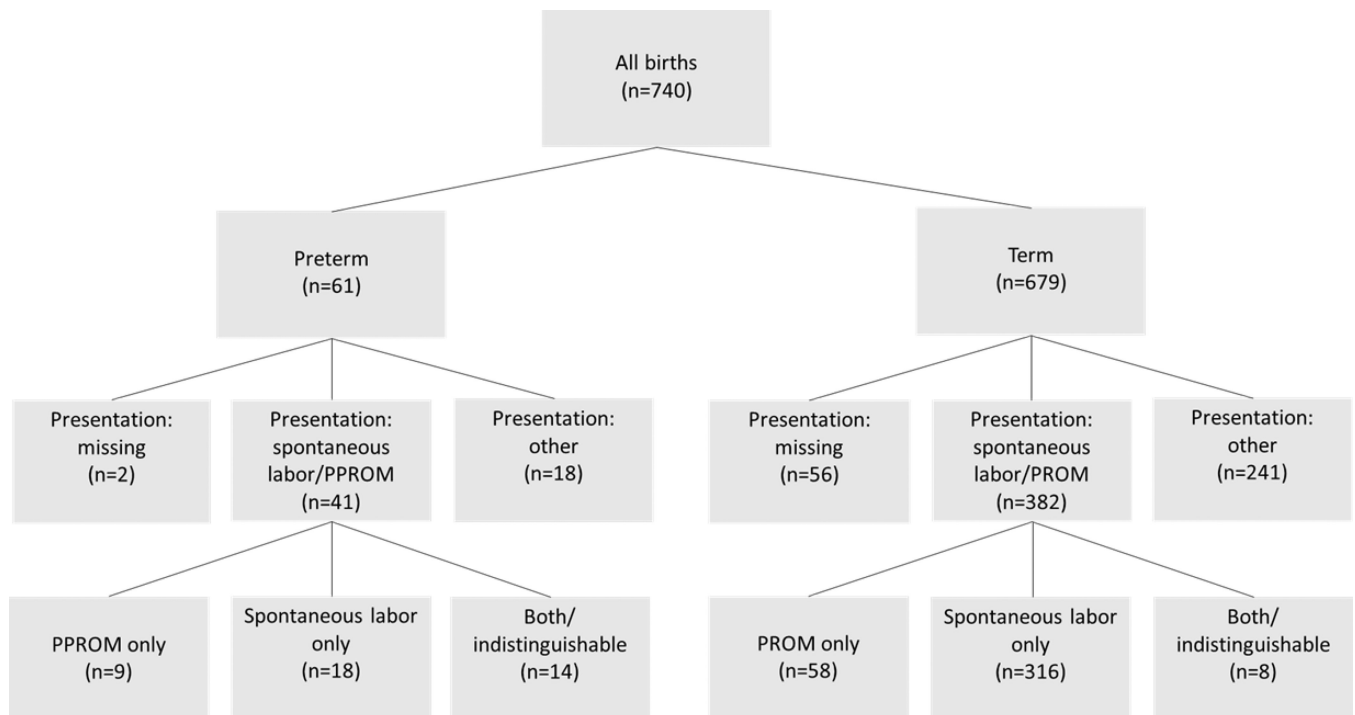 All births
(n=740)
Preterm
(n=61)
Term
(n=679)
Presentation:
missing
(n=2)
Presentation:
spontaneous
labor/PPROM
(n=41)
Presentation:
other
(n=18)
Presentation:
missing
(n=56)
Presentation:
spontaneous
labor/PROM
(n=382)
Presentation:
other
(n=241)
PPROM only
(n=9)
Spontaneous labor
only
(n=18)
Both/
indistinguishable
(n=14)
PROM only
(n=58)
Spontaneous labor
only
(n=316)
Both/
indistinguishable
(n=8)